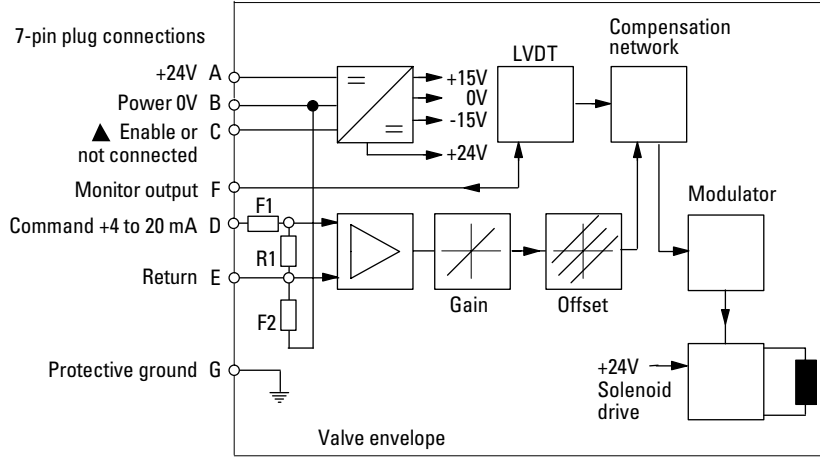 7-pin plug connections
+24V A
Power 0V B
▲ Enable or
not connected
C
Monitor output F
Command +4 to 20 mA D
Return E
Protective ground G
F1
R1
F2
+15V
0V
-15V
+24V
LVDT
Compensation
network
Modulator
Gain
Offset
+24V
Solenoid
drive
Valve envelope